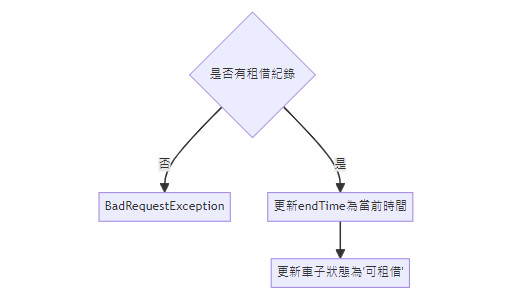 是否有租借紀錄
否
是
BadRequestException
更新endTime為當前時間
更新車子狀態為'可租借'